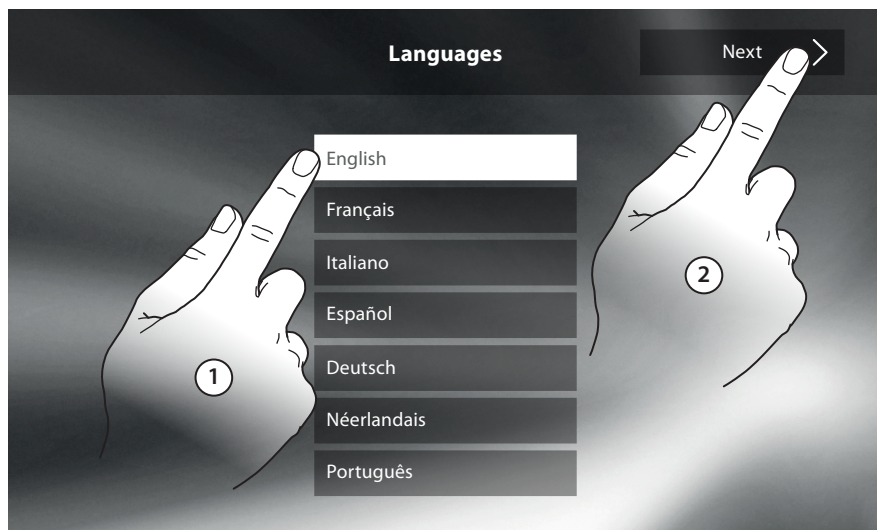 Languages
Next
English
Français
Italiano
Español
Deutsch
Néerlandais
Português
1
2